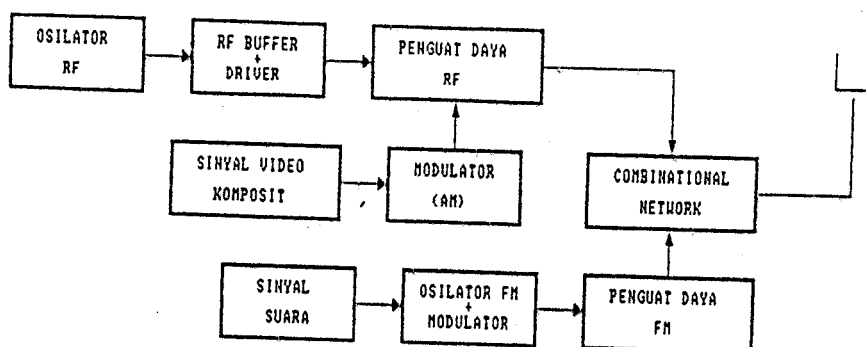 OSILATOR
RF
RF BUFFER
+
DRIVER
PENGUAT DAYA
RF
SINYAL VIDEO
KOMPOSIT
MODULATOR
(AM)
COMBINATIONAL
NETWORK
SINYAL
SUARA
OSILATOR FM
+
MODULATOR
PENGUAT DAYA
FM